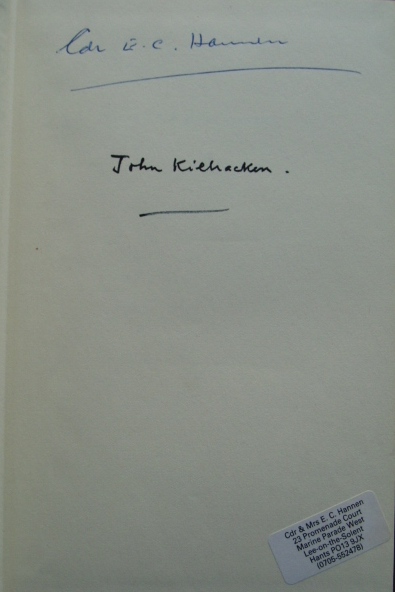 Cdr E. C. Hannen
John Kilbracken.
Cdr & Mrs E. C. Hannen
23 Promenade Court
Marine Parade West
Lee-on-the-Solent
Hants PO13 9JX
(0705-552478)